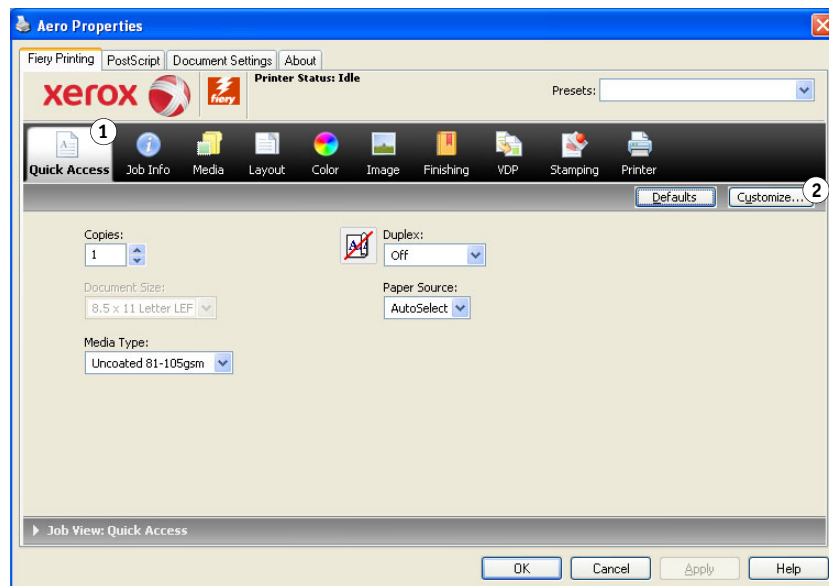 Aero Properties
Fiery Printing PostScript Document Settings About
xerox fiery Printer Status: Idle Presets:
1
Quick Access Job Info Media Layout Color Image Finishing VDP Stamping Printer
Defaults Customize... 2
Copies: Duplex:
1 Off
Document Size: Paper Source:
8.5 x 11 Letter LEF AutoSelect
Media Type:
Uncoated 81-105gsm
Job View: Quick Access
OK Cancel Apply Help